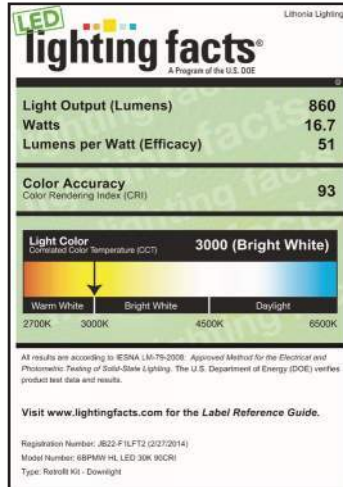 LED
Lithonia Lighting
lighting facts®
A Program of the U.S. DOE
Light Output (Lumens) 860
Watts 16.7
Lumens per Watt (Efficacy) 51
Color Accuracy
Color Rendering Index (CRI) 93
Light Color
Correlated Color Temperature (CCT) 3000 (Bright White)
Warm White Bright White Daylight
2700K 3000K 4500K 6500K
All results are according to IESNA LM-79-2008: Approved Method for the Electrical and
Photometric Testing of Solid-State Lighting. The U.S. Department of Energy (DOE) verifies
product test data and results.
Visit www.lightingfacts.com for the Label Reference Guide.
Registration Number: JB22-F1LFT2 (2/27/2014)
Model Number: 6BPMW HL LED 30K 90CRI
Type: Retrofit Kit - Downlight